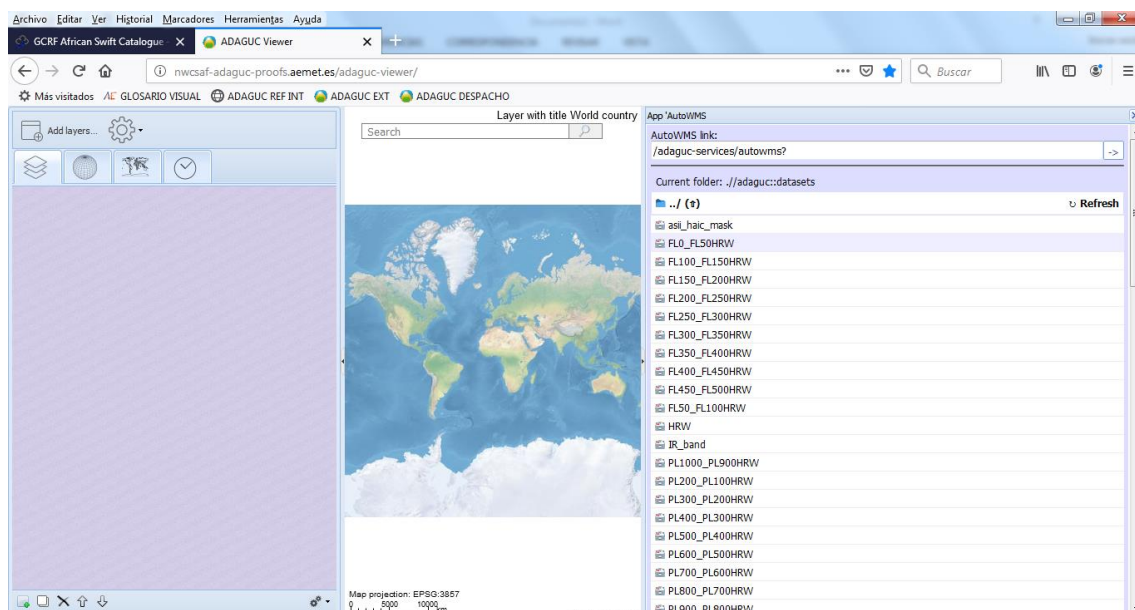 Archivo Editar Ver Historial Marcadores Herramientas Ayuda
GCRF African Swift Catalogue - ADAGUC Viewer
nwcsaf-adaguc-proofs.aemet.es/adaguc-viewer/ Buscar
Más visitados GLOSARIO VISUAL ADAGUC REF INT ADAGUC EXT ADAGUC DESPACHO
Add layers...
Layer with title World country
Search
Map projection: EPSG:3857
0 5000 10000 km
App 'AutoWMS
AutoWMS link:
/adaguc-services/autowms? ->
Current folder: .//adaguc::datasets
../ (⇧) Refresh
asii_haic_mask
FL0_FL50HRW
FL100_FL150HRW
FL150_FL200HRW
FL200_FL250HRW
FL250_FL300HRW
FL300_FL350HRW
FL350_FL400HRW
FL400_FL450HRW
FL450_FL500HRW
FL50_FL100HRW
HRW
IR_band
PL1000_PL900HRW
PL200_PL100HRW
PL300_PL200HRW
PL400_PL300HRW
PL500_PL400HRW
PL600_PL500HRW
PL700_PL600HRW
PL800_PL700HRW
PL900_PL800HRW